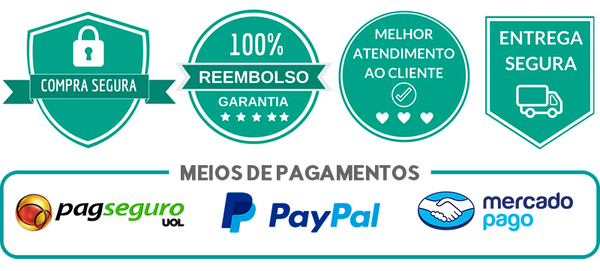 COMPRA SEGURA
100%
REEMBOLSO
GARANTIA
MELHOR
ATENDIMENTO
AO CLIENTE
ENTREGA
SEGURA
MEIOS DE PAGAMENTOS
pagseguro
UOL
PayPal
mercado
pago